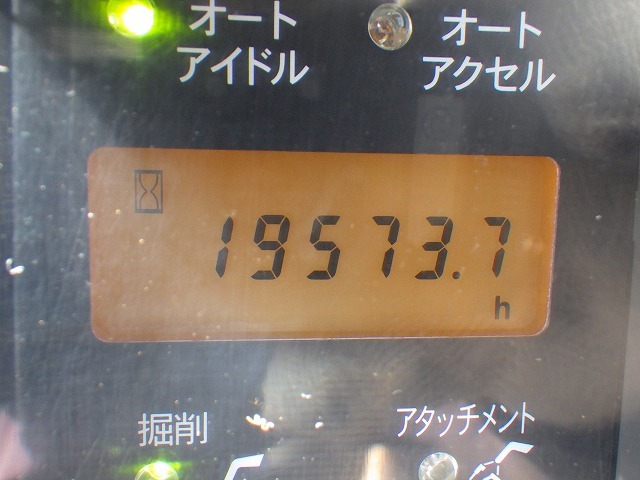 オート
アイドル
オート
アクセル
19573.7
h
掘削
アタッチメント